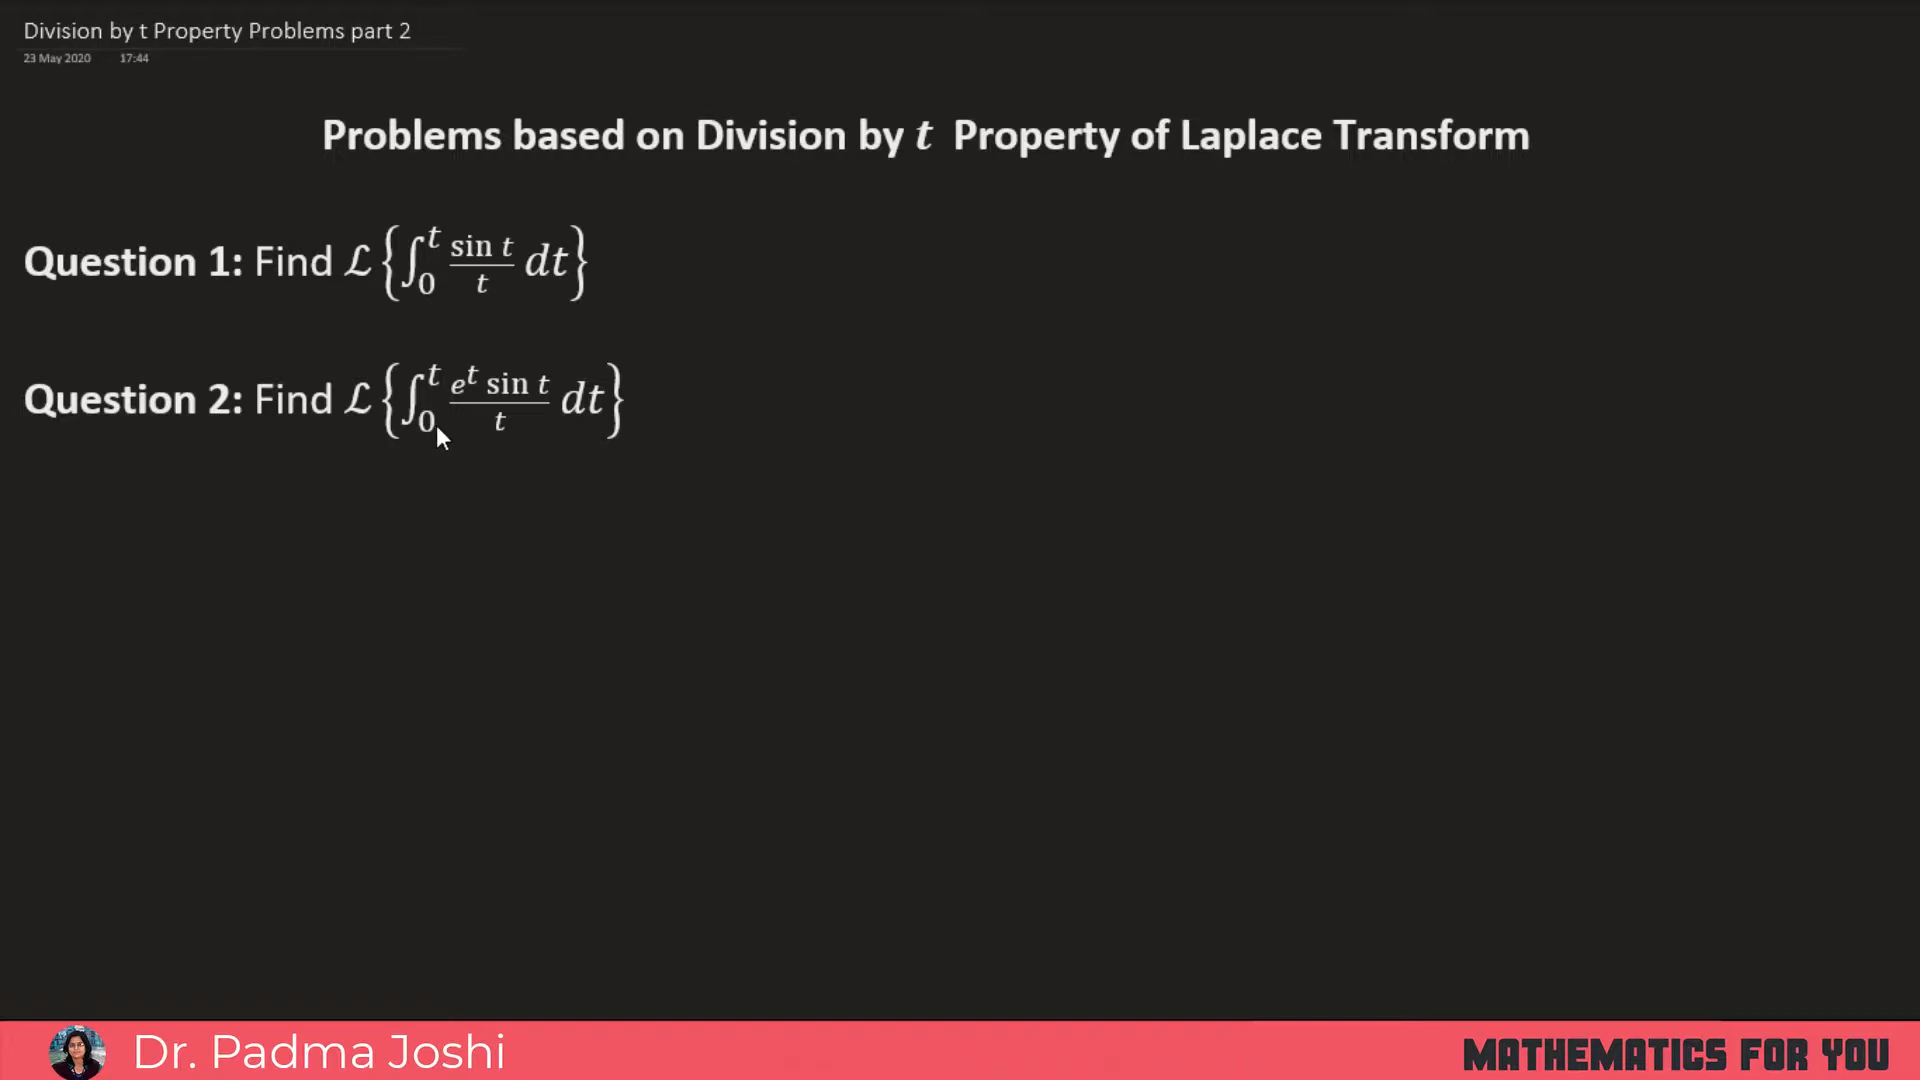 Division by t Property Problems part 2
23 May 2020 17:44
Problems based on Division by t Property of Laplace Transform
Question 1: Find ℒ{∫₀ᵗ (sin t)/t dt}
Question 2: Find ℒ{∫₀ᵗ (eᵗ sin t)/t dt}
Dr. Padma Joshi
MATHEMATICS FOR YOU